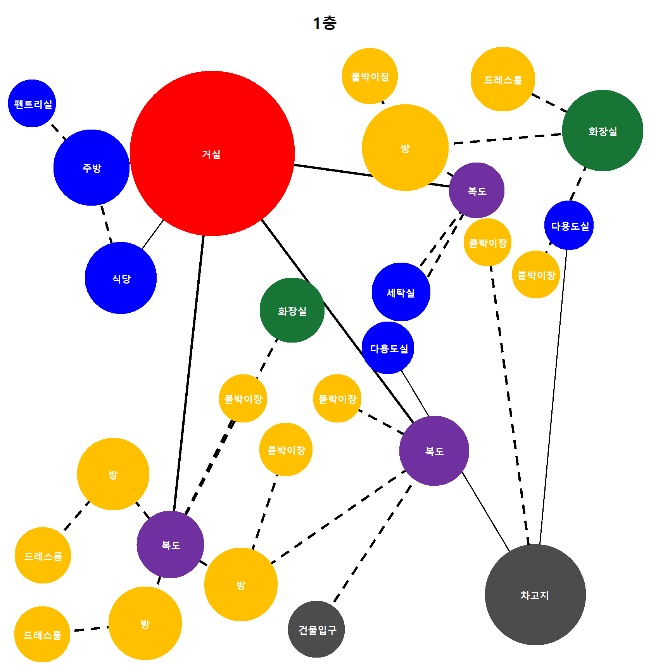 1층
붙박이장
드레스룸
펜트리실
화장실
거실
방
주방
복도
다용도실
붙박이장
붙박이장
식당
세탁실
화장실
다용도실
붙박이장
붙박이장
붙박이장
복도
방
복도
드레스룸
방
차고지
방
건물입구
드레스룸